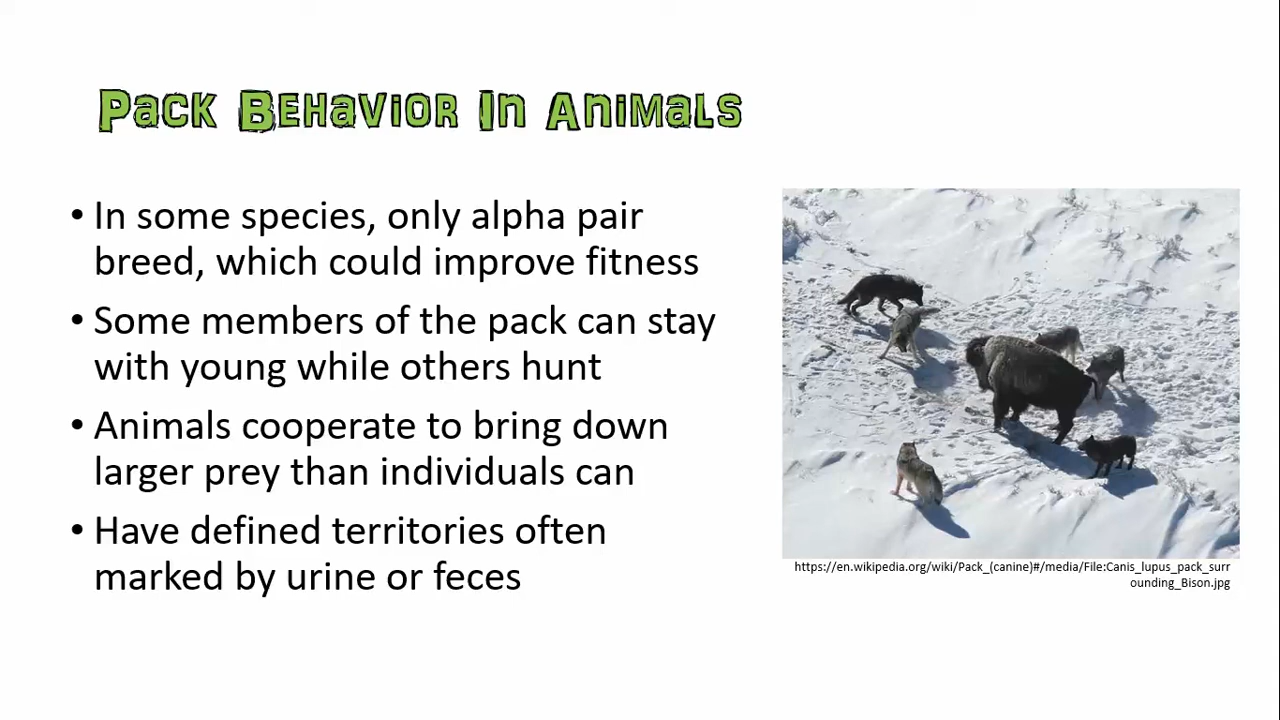 Pack Behavior In Animals
• In some species, only alpha pair
breed, which could improve fitness
• Some members of the pack can stay
with young while others hunt
• Animals cooperate to bring down
larger prey than individuals can
• Have defined territories often
marked by urine or feces
https://en.wikipedia.org/wiki/Pack_(canine)#/media/File:Canis_lupus_pack_surr
ounding_Bison.jpg